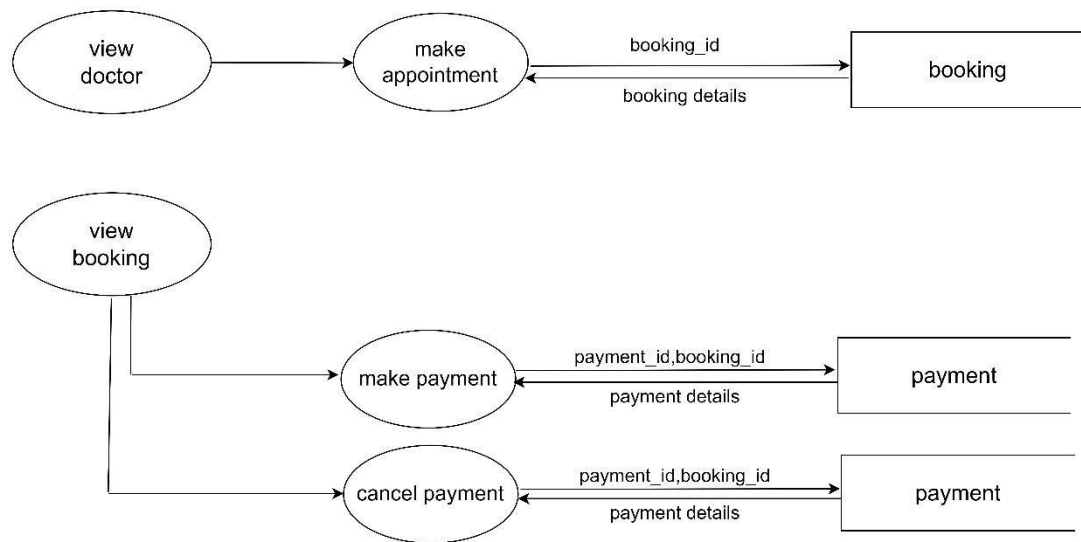 view
doctor
make
appointment
booking_id
booking details
booking
view
booking
make payment
payment_id,booking_id
payment details
payment
cancel payment
payment_id,booking_id
payment details
payment